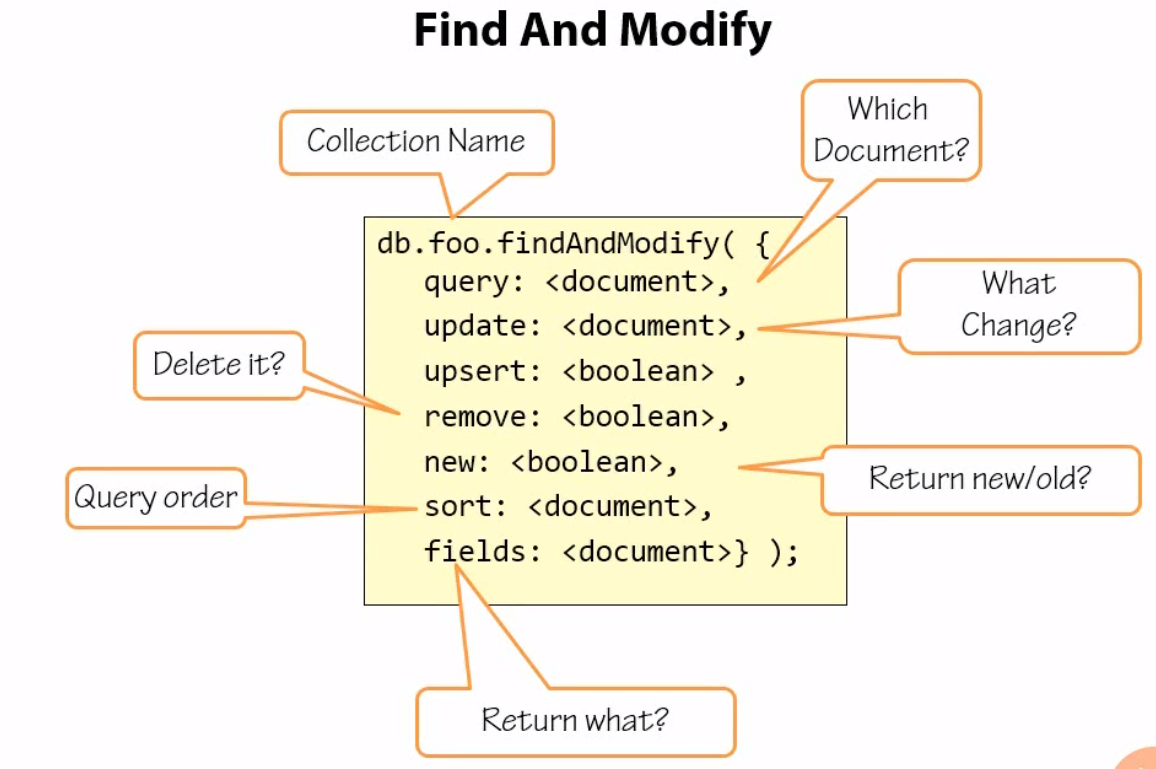 Find And Modify
Collection Name
Which
Document?
db.foo.findAndModify( {
query: <document>,
What
Change?
update: <document>,
Delete it?
upsert: <boolean> ,
remove: <boolean>,
new: <boolean>,
Return new/old?
Query order
sort: <document>,
fields: <document>} );
Return what?